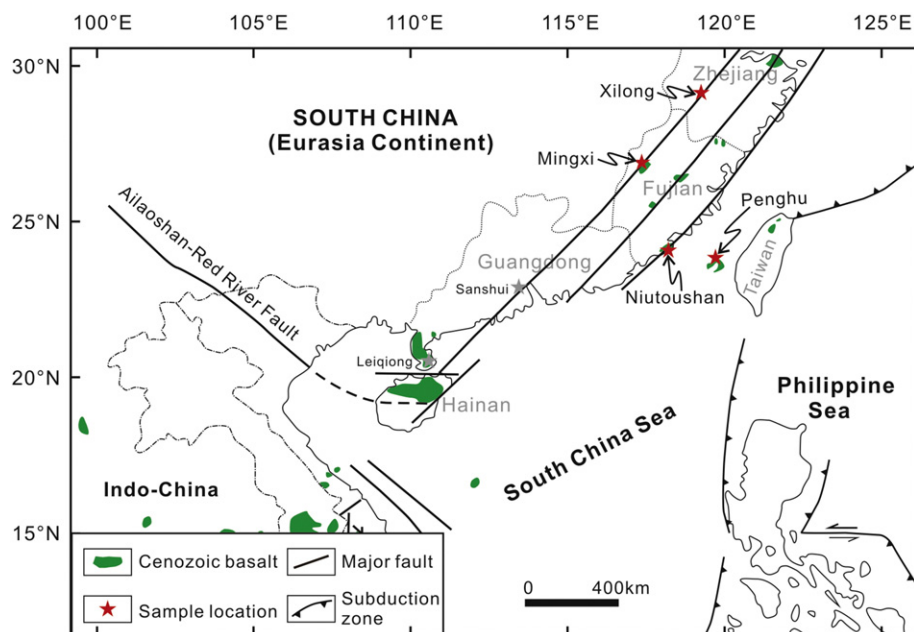 100°E
105°E
110°E
115°E
120°E
125°E
30°N
25°N
20°N
15°N
Zhejiang
Xilong
SOUTH CHINA
(Eurasia Continent)
Mingxi
Fujian
Penghu
Ailaoshan-Red River Fault
Guangdong
Sanshui
Taiwan
Niutoushan
Leiqiong
Hainan
Philippine
Sea
South China Sea
Indo-China
Cenozoic basalt
Major fault
Sample location
Subduction
zone
0
400km